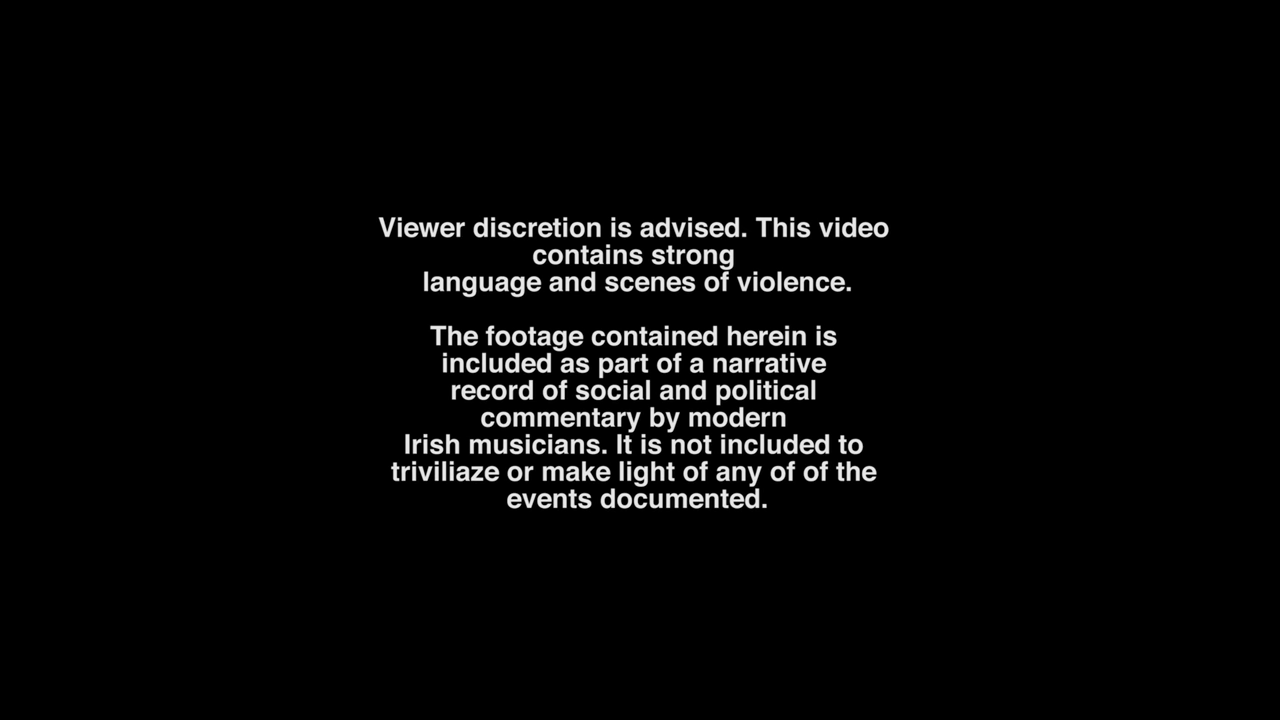 Viewer discretion is advised. This video
contains strong
language and scenes of violence.
The footage contained herein is
included as part of a narrative
record of social and political
commentary by modern
Irish musicians. It is not included to
triviliaze or make light of any of of the
events documented.